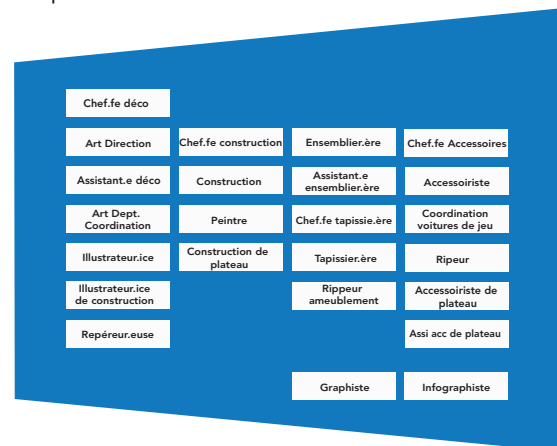 Chef.fe déco
Art Direction
Chef.fe construction
Ensemblier.ère
Chef.fe Accessoires
Assistant.e déco
Construction
Assistant.e
ensemblier.ère
Accessoiriste
Art Dept.
Coordination
Peintre
Chef.fe tapissie.ère
Coordination
voitures de jeu
Illustrateur.ice
Construction de
plateau
Tapissier.ère
Ripeur
Illustrateur.ice
de construction
Rippeur
ameublement
Accessoiriste de
plateau
Repéreur.euse
Assi acc de plateau
Graphiste
Infographiste